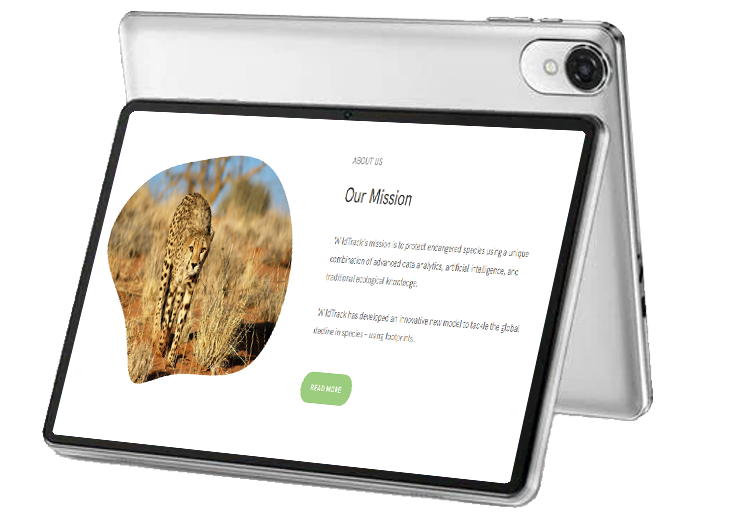 ABOUT US
Our Mission
WildTrack's mission is to protect endangered species using a unique
combination of advanced data analytics, artificial intelligence, and
traditional ecological knowledge.
WildTrack has developed an innovative new model to tackle the global
decline in species – using footprints.
READ MORE